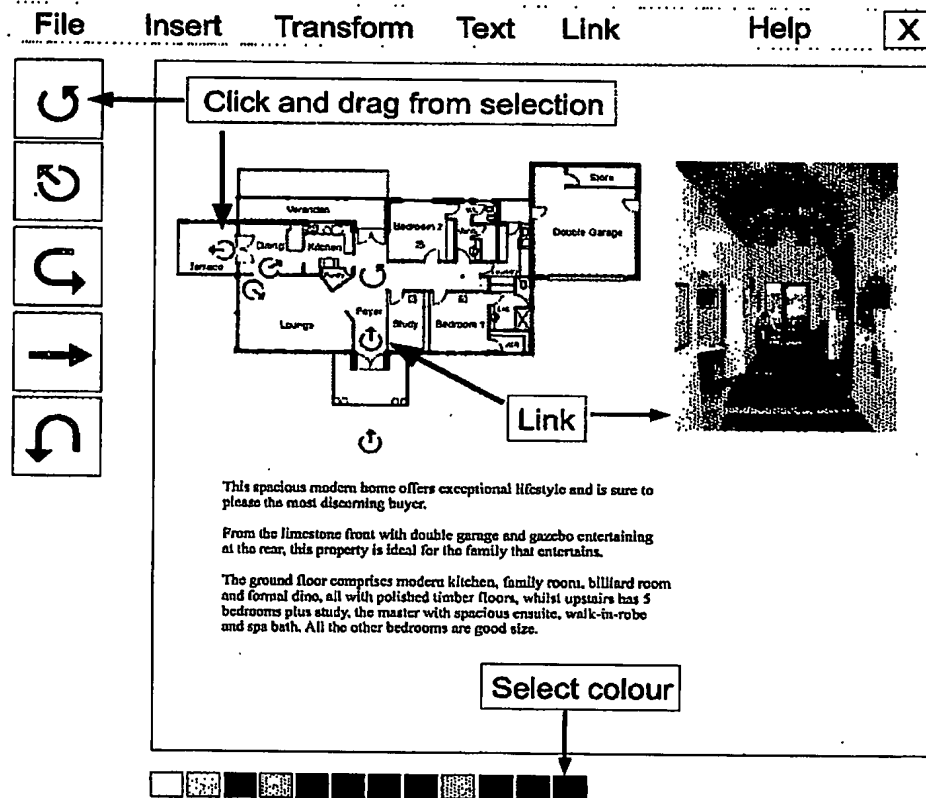 File Insert Transform Text Link Help X
Click and drag from selection
Store
Verandah
Bedroom 2
Double Garage
Dining Kitchen
Terrace
Lounge
Foyer
Study
Bedroom 1
Link
This spacious modern home offers exceptional lifestyle and is sure to
please the most discerning buyer.
From the limestone front with double garage and gazebo entertaining
at the rear, this property is ideal for the family that entertains.
The ground floor comprises modern kitchen, family room, billiard room
and formal dino, all with polished timber floors, whilst upstairs has 5
bedrooms plus study, the master with spacious ensuite, walk-in-robe
and spa bath. All the other bedrooms are good size.
Select colour